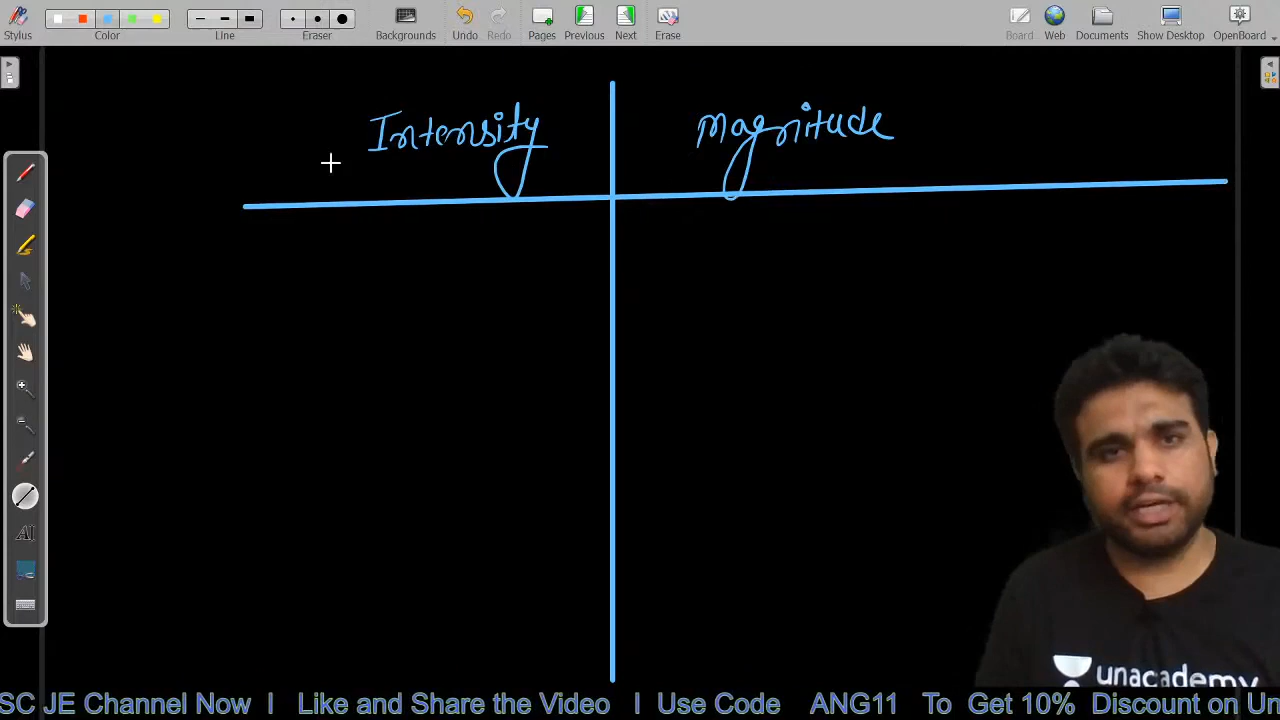 Stylus
Color
Line
Eraser
Backgrounds
Undo
Redo
Pages
Previous
Next
Erase
Board
Web
Documents
Show Desktop
OpenBoard
Intensity
Magnitude
AI
unacademy
SC JE Channel Now I Like and Share the Video I Use Code ANG11 To Get 10% Discount on Un